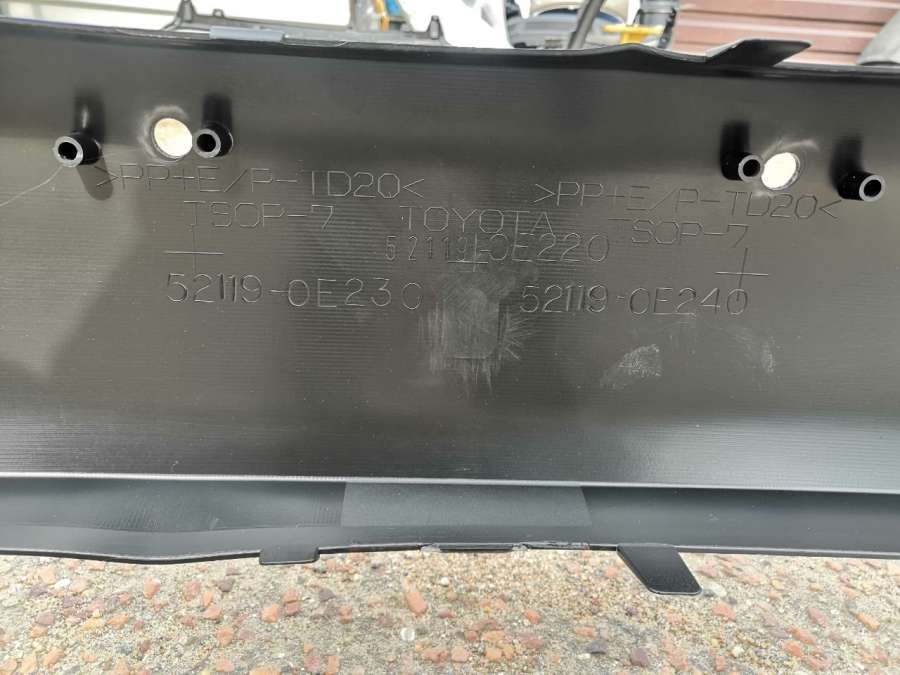 >PP+E/P-TD20<
TSOP-7
TOYOTA
52119-0E220
>PP+E/P-TD20<
TSOP-7
52119-0E230
52119-0E240